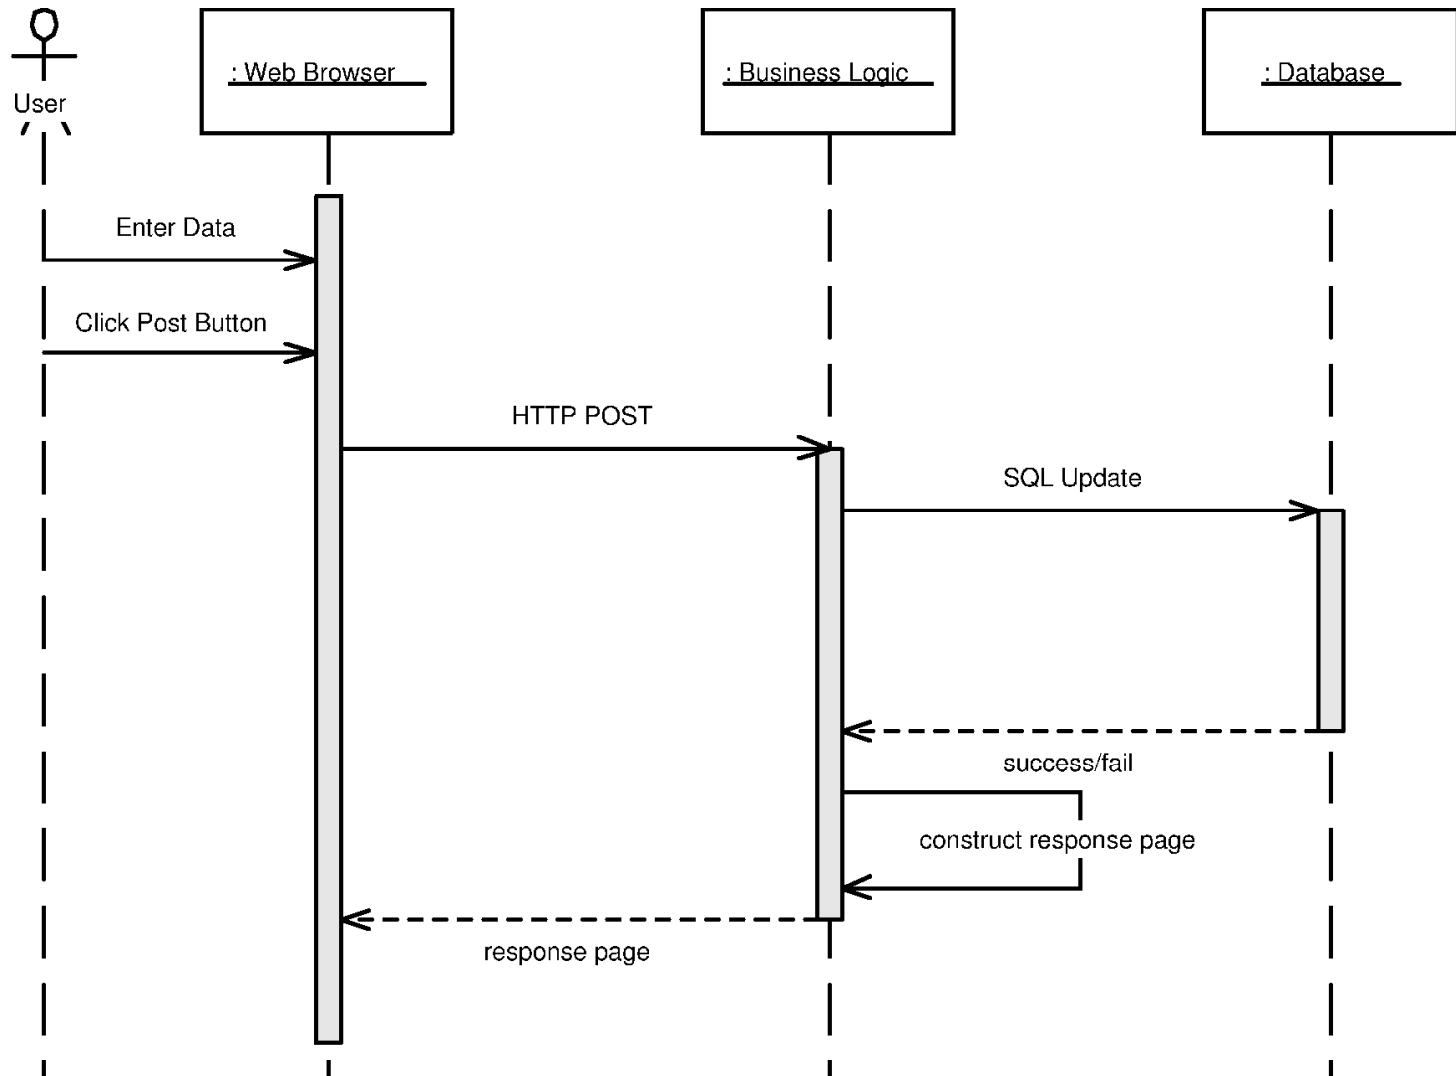 User
: Web Browser
: Business Logic
: Database
Enter Data
Click Post Button
HTTP POST
SQL Update
success/fail
construct response page
response page